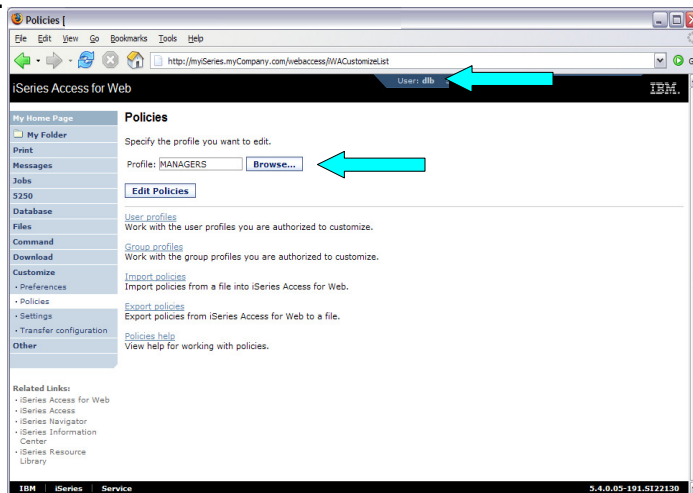 Policies [
File Edit View Go Bookmarks Tools Help
http://myiSeries.myCompany.com/webaccess/iWACustomizeList
G
iSeries Access for Web
User: dlb
IBM.
My Home Page
My Folder
Print
Messages
Jobs
5250
Database
Files
Command
Download
Customize
• Preferences
• Policies
• Settings
• Transfer configuration
Other
Related Links:
• iSeries Access for Web
• iSeries Access
• iSeries Navigator
• iSeries Information
Center
• iSeries Resource
Library
Policies
Specify the profile you want to edit.
Profile: MANAGERS Browse...
Edit Policies
User profiles
Work with the user profiles you are authorized to customize.
Group profiles
Work with the group profiles you are authorized to customize.
Import policies
Import policies from a file into iSeries Access for Web.
Export policies
Export policies from iSeries Access for Web to a file.
Policies help
View help for working with policies.
IBM iSeries Service
5.4.0.05-191.SI22130